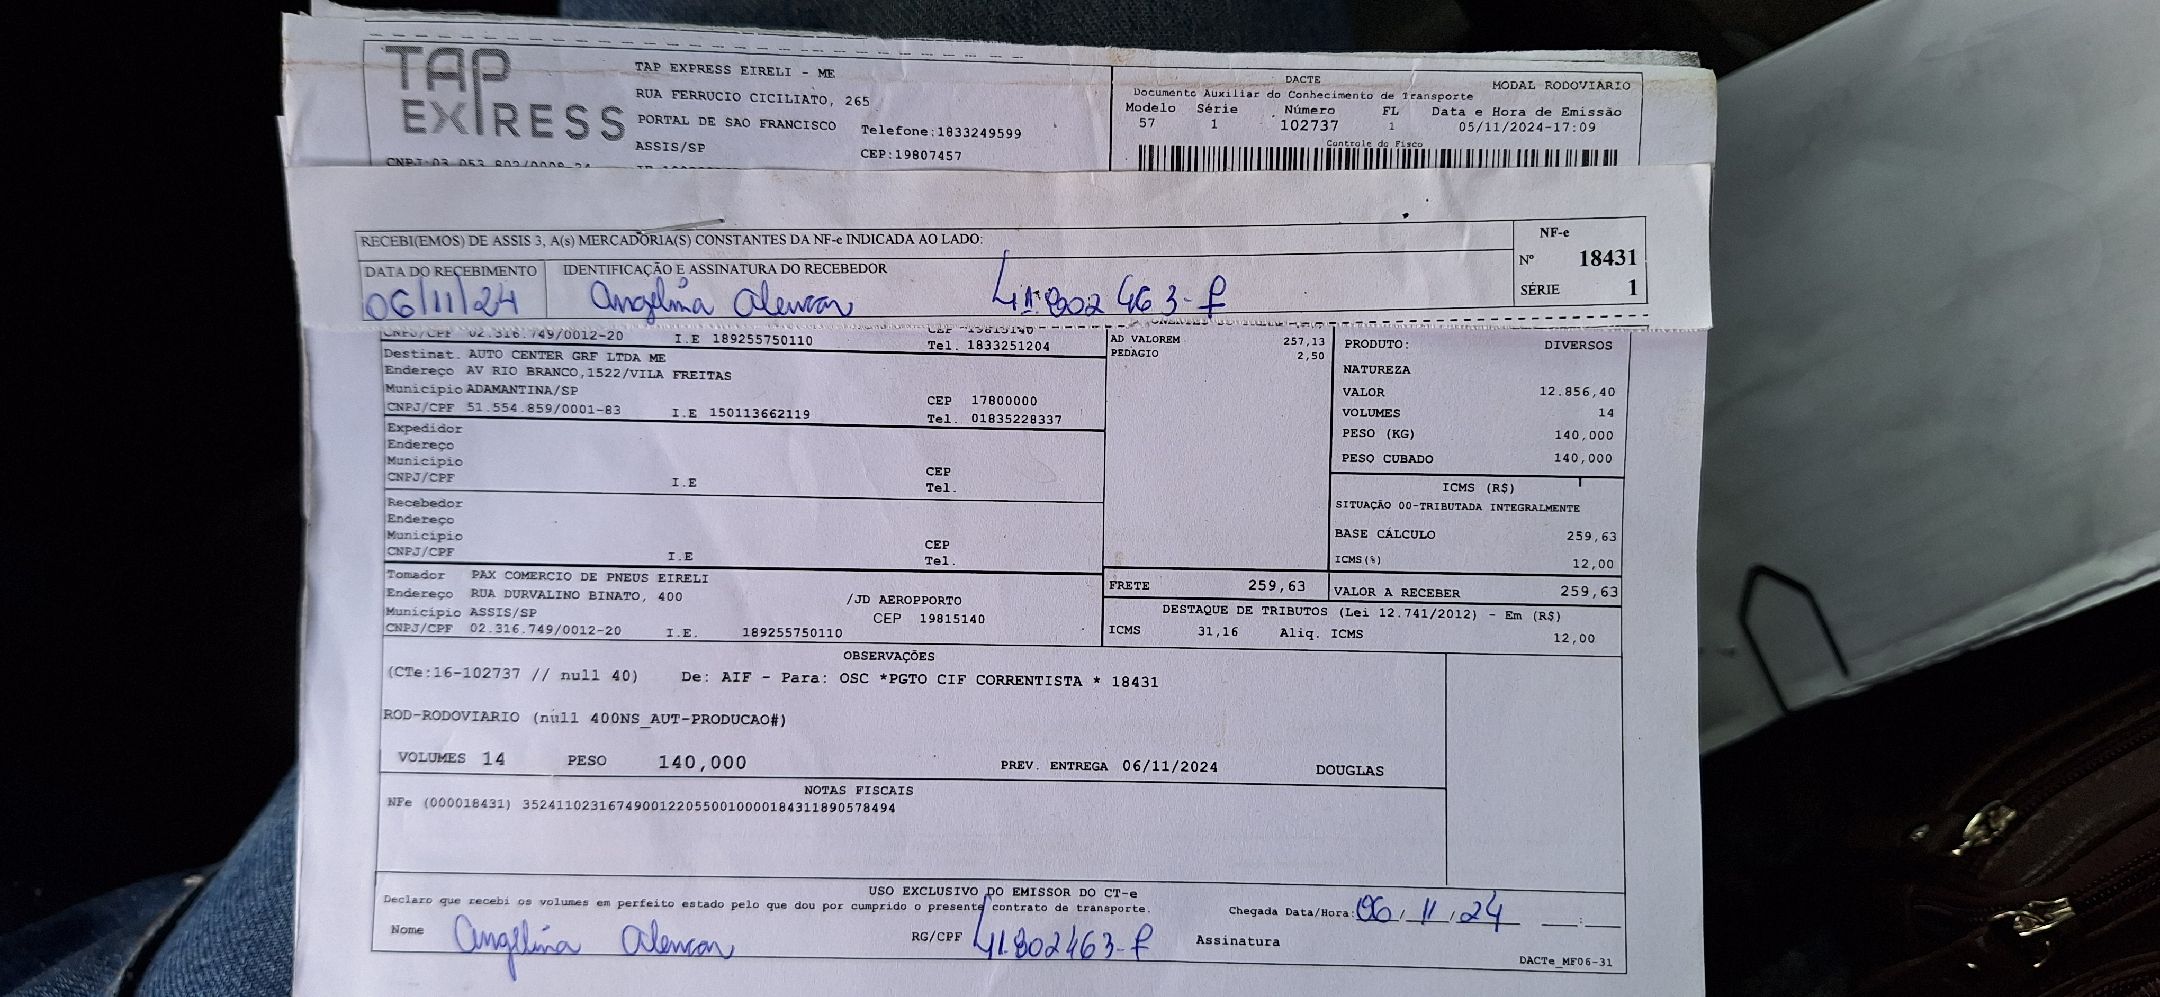 TAP
EXPRESS
TAP EXPRESS EIRELI - ME
RUA FERRUCIO CICILIATO, 265
PORTAL DE SAO FRANCISCO
Telefone:1833249599
ASSIS/SP
CEP:19807457
DACTE
MODAL RODOVIARIO
Documento Auxiliar do Conhecimento de Transporte
Modelo Série Número FL Data e Hora de Emissão
57 1 102737 1 05/11/2024-17:09
Controle do Fisco
RECEBI(EMOS) DE ASSIS 3, A(s) MERCADORIA(S) CONSTANTES DA NF-e INDICADA AO LADO:
DATA DO RECEBIMENTO
IDENTIFICAÇÃO E ASSINATURA DO RECEBEDOR
06/11/24
Angelina Alencar
NF-e
Nº 18431
SÉRIE 1
CNPJ/CPF 02.316.749/0012-20 I.E 189255750110 Tel. 1833251204
Destinat. AUTO CENTER GRF LTDA ME
Endereço AV RIO BRANCO,1522/VILA FREITAS
Município ADAMANTINA/SP CEP 17800000
CNPJ/CPF 51.554.859/0001-83 I.E 150113662119 Tel. 01835228337
Expedidor
Endereço
Município CEP
CNPJ/CPF I.E Tel.
Recebedor
Endereço
Município CEP
CNPJ/CPF I.E Tel.
Tomador PAX COMERCIO DE PNEUS EIRELI
Endereço RUA DURVALINO BINATO, 400 /JD AEROPPORTO
Município ASSIS/SP CEP 19815140
CNPJ/CPF 02.316.749/0012-20 I.E. 189255750110
AD VALOREM 257,13
PEDAGIO 2,50
PRODUTO: DIVERSOS
NATUREZA
VALOR 12.856,40
VOLUMES 14
PESO (KG) 140,000
PESO CUBADO 140,000
ICMS (R$)
SITUAÇÃO 00-TRIBUTADA INTEGRALMENTE
BASE CÁLCULO 259,63
ICMS(%) 12,00
FRETE 259,63
VALOR A RECEBER 259,63
DESTAQUE DE TRIBUTOS (Lei 12.741/2012) - Em (R$)
ICMS 31,16 Aliq. ICMS 12,00
OBSERVAÇÕES
(CTe:16-102737 // null 40) De: AIF - Para: OSC *PGTO CIF CORRENTISTA * 18431
ROD-RODOVIARIO (null 400NS_AUT-PRODUCAO#)
VOLUMES 14 PESO 140,000 PREV. ENTREGA 06/11/2024 DOUGLAS
NOTAS FISCAIS
NFe (000018431) 35241102316749001220550010000184311890578494
USO EXCLUSIVO DO EMISSOR DO CT-e
Declaro que recebi os volumes em perfeito estado pelo que dou por cumprido o presente contrato de transporte.
Chegada Data/Hora: 06/11/24 __:__
Nome Angelina Alencar RG/CPF 41.802463-f Assinatura
DACTe_MF06-31